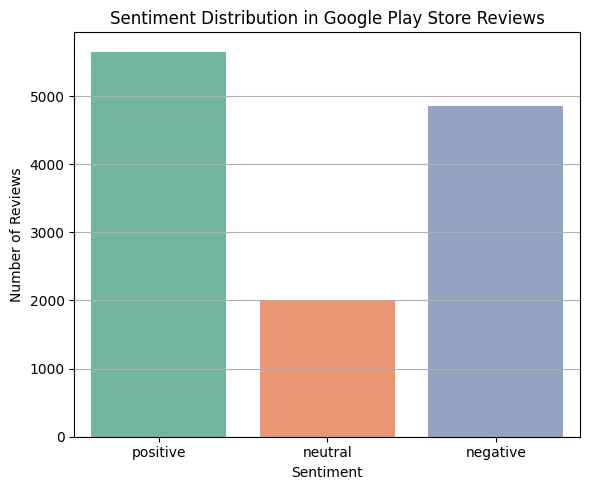 Sentiment Distribution in Google Play Store Reviews
Number of Reviews
5000
4000
3000
2000
1000
0
positive neutral negative
Sentiment